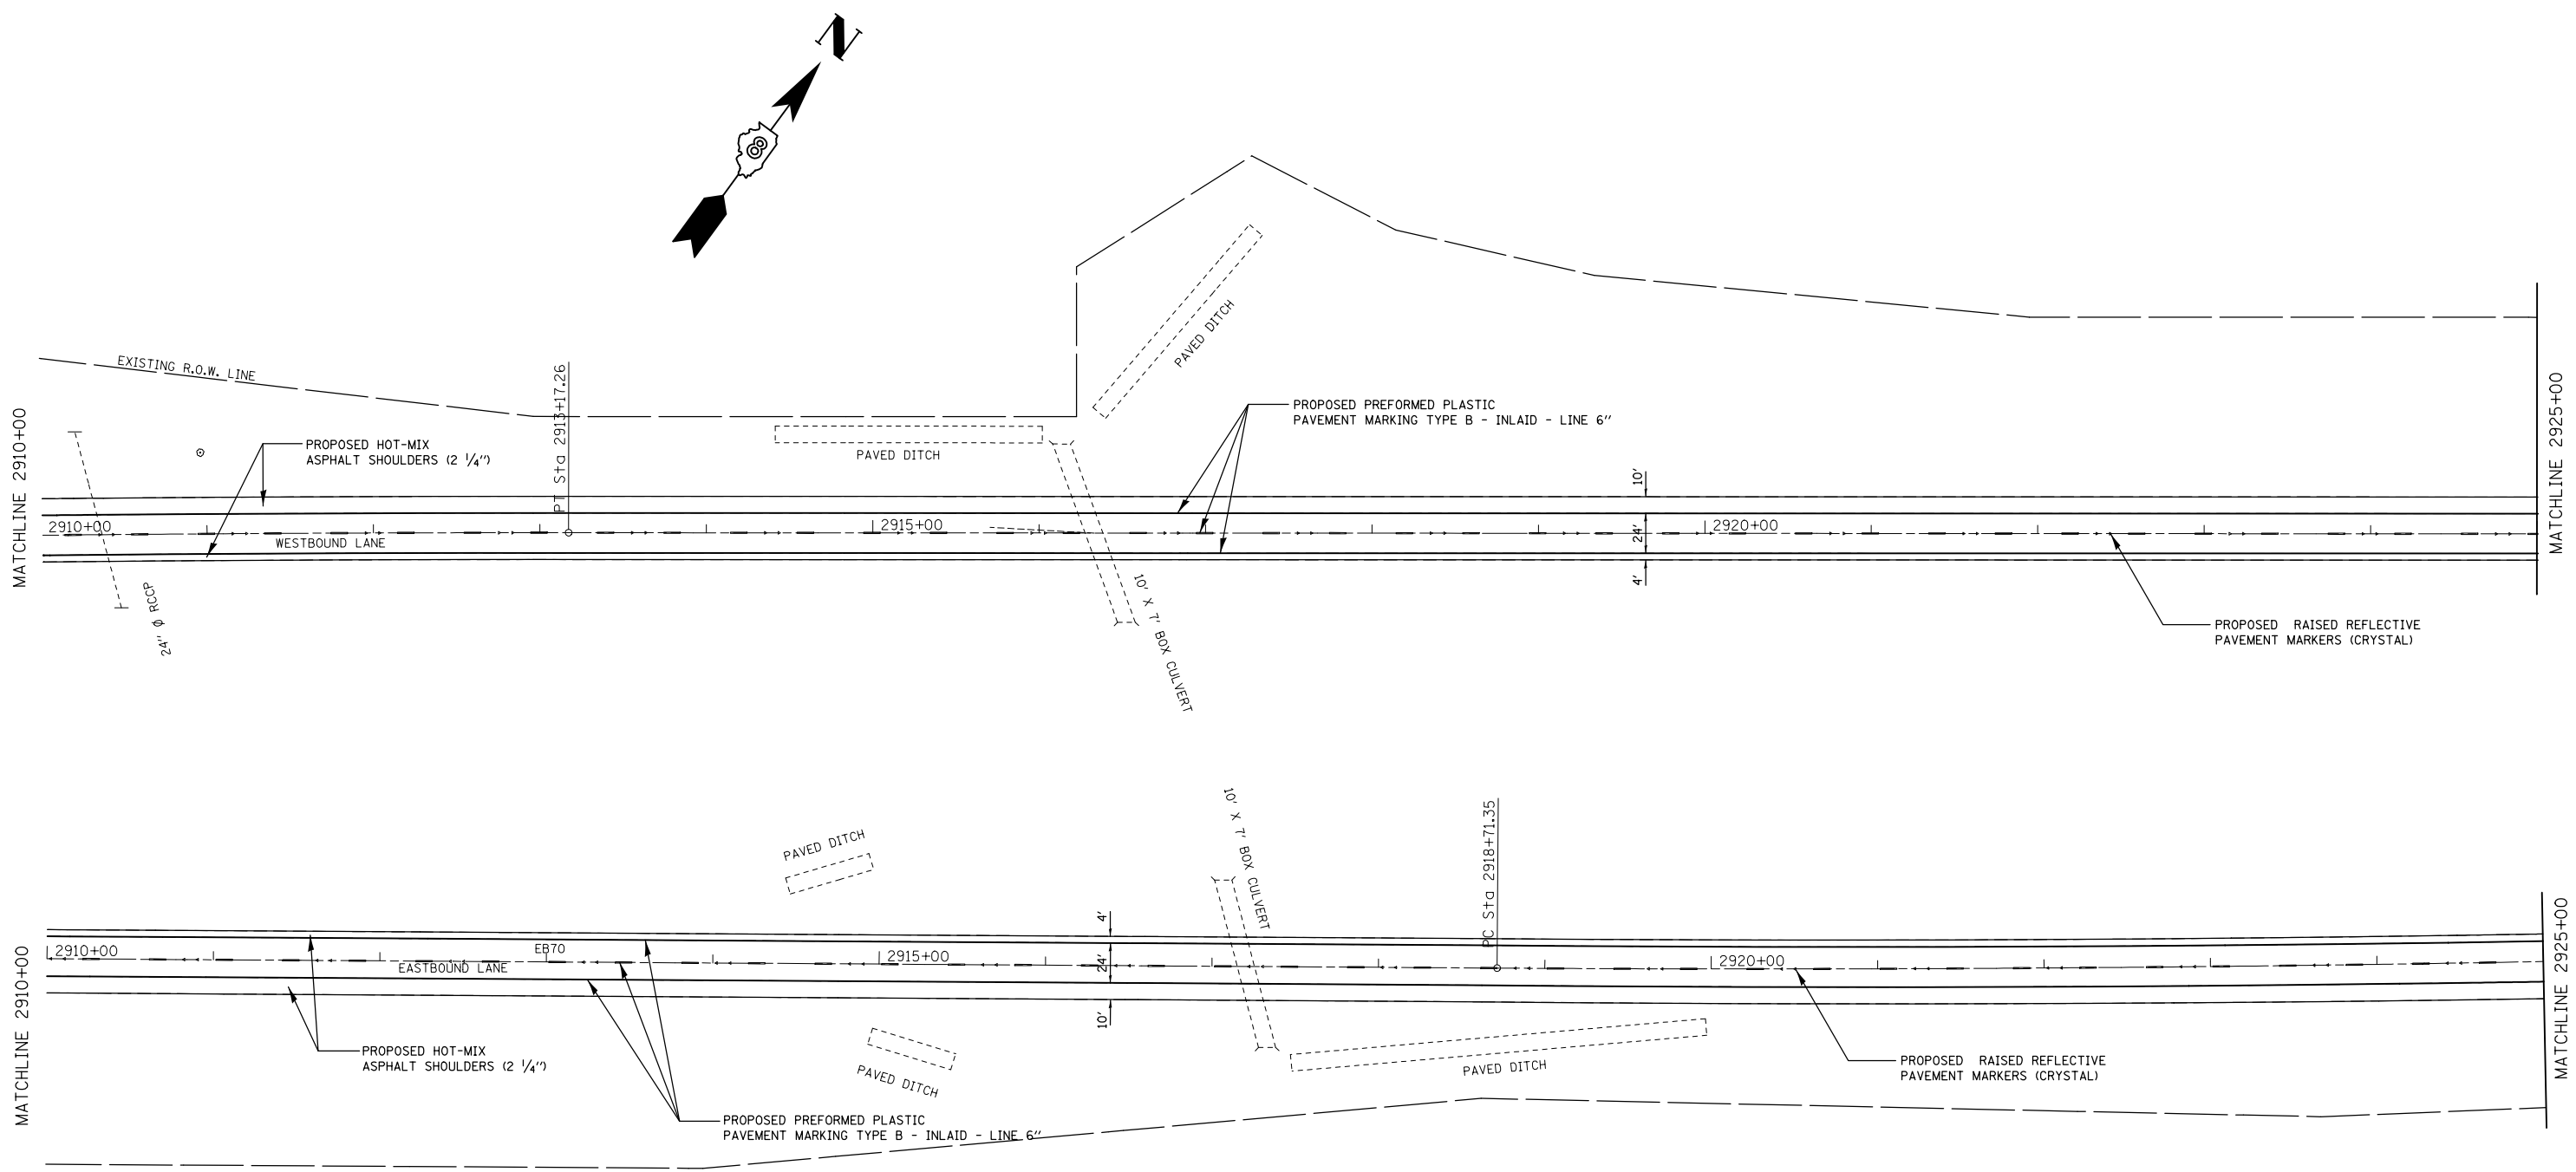 N
8
EXISTING R.O.W. LINE
PAVED DITCH
MATCHLINE 2910+00
PROPOSED HOT-MIX
ASPHALT SHOULDERS (2 1/4")
PT Sta 2913+17.26
PAVED DITCH
PROPOSED PREFORMED PLASTIC
PAVEMENT MARKING TYPE B - INLAID - LINE 6"
MATCHLINE 2925+00
10'
2910+00
2915+00
24'
2920+00
WESTBOUND LANE
4'
24" Ø RCCP
10' X 7' BOX CULVERT
PROPOSED RAISED REFLECTIVE
PAVEMENT MARKERS (CRYSTAL)
PAVED DITCH
10' X 7' BOX CULVERT
PC Sta 2918+71.35
MATCHLINE 2910+00
4'
2910+00
EB70
2915+00
24'
2920+00
EASTBOUND LANE
10'
MATCHLINE 2925+00
PROPOSED HOT-MIX
ASPHALT SHOULDERS (2 1/4")
PAVED DITCH
PAVED DITCH
PROPOSED RAISED REFLECTIVE
PAVEMENT MARKERS (CRYSTAL)
PROPOSED PREFORMED PLASTIC
PAVEMENT MARKING TYPE B - INLAID - LINE 6"